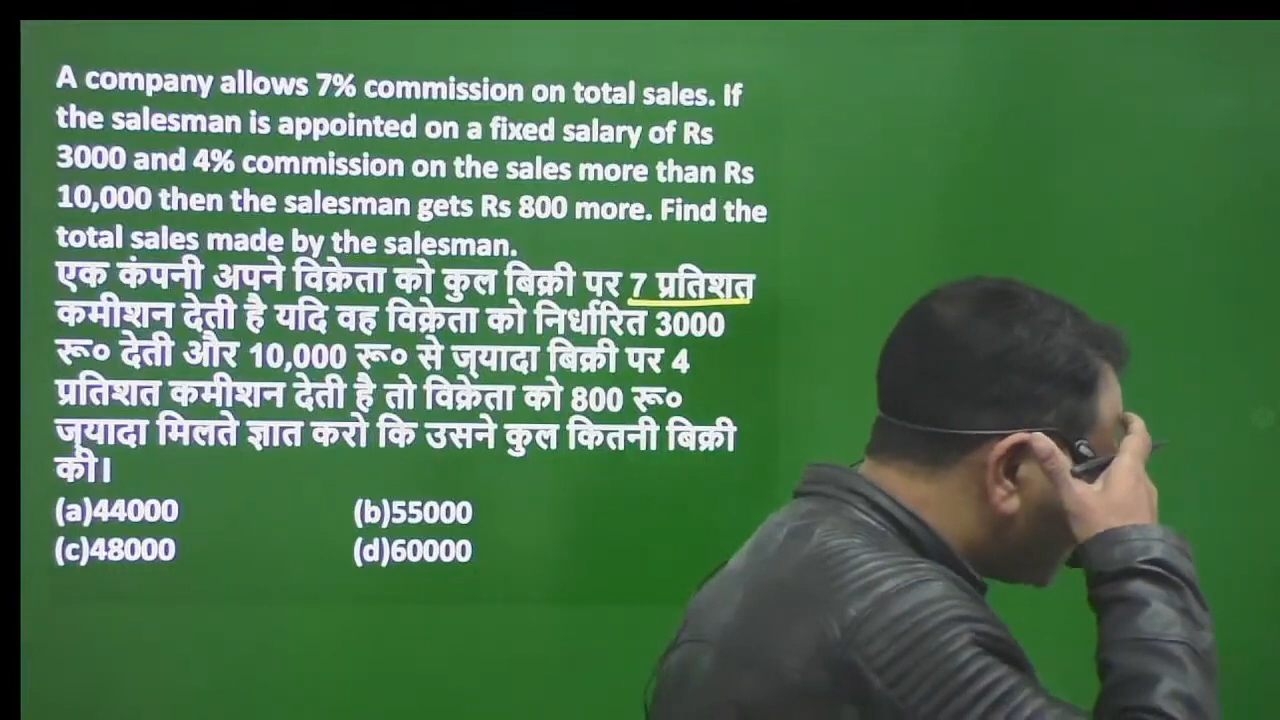 A company allows 7% commission on total sales. If
the salesman is appointed on a fixed salary of Rs
3000 and 4% commission on the sales more than Rs
10,000 then the salesman gets Rs 800 more. Find the
total sales made by the salesman.
एक कंपनी अपने विक्रेता को कुल बिक्री पर 7 प्रतिशत
कमीशन देती है यदि वह विक्रेता को निर्धारित 3000
रू० देती और 10,000 रू० से ज्यादा बिक्री पर 4
प्रतिशत कमीशन देती है तो विक्रेता को 800 रू०
ज्यादा मिलते ज्ञात करो कि उसने कुल कितनी बिक्री
की।
(a)44000 (b)55000
(c)48000 (d)60000